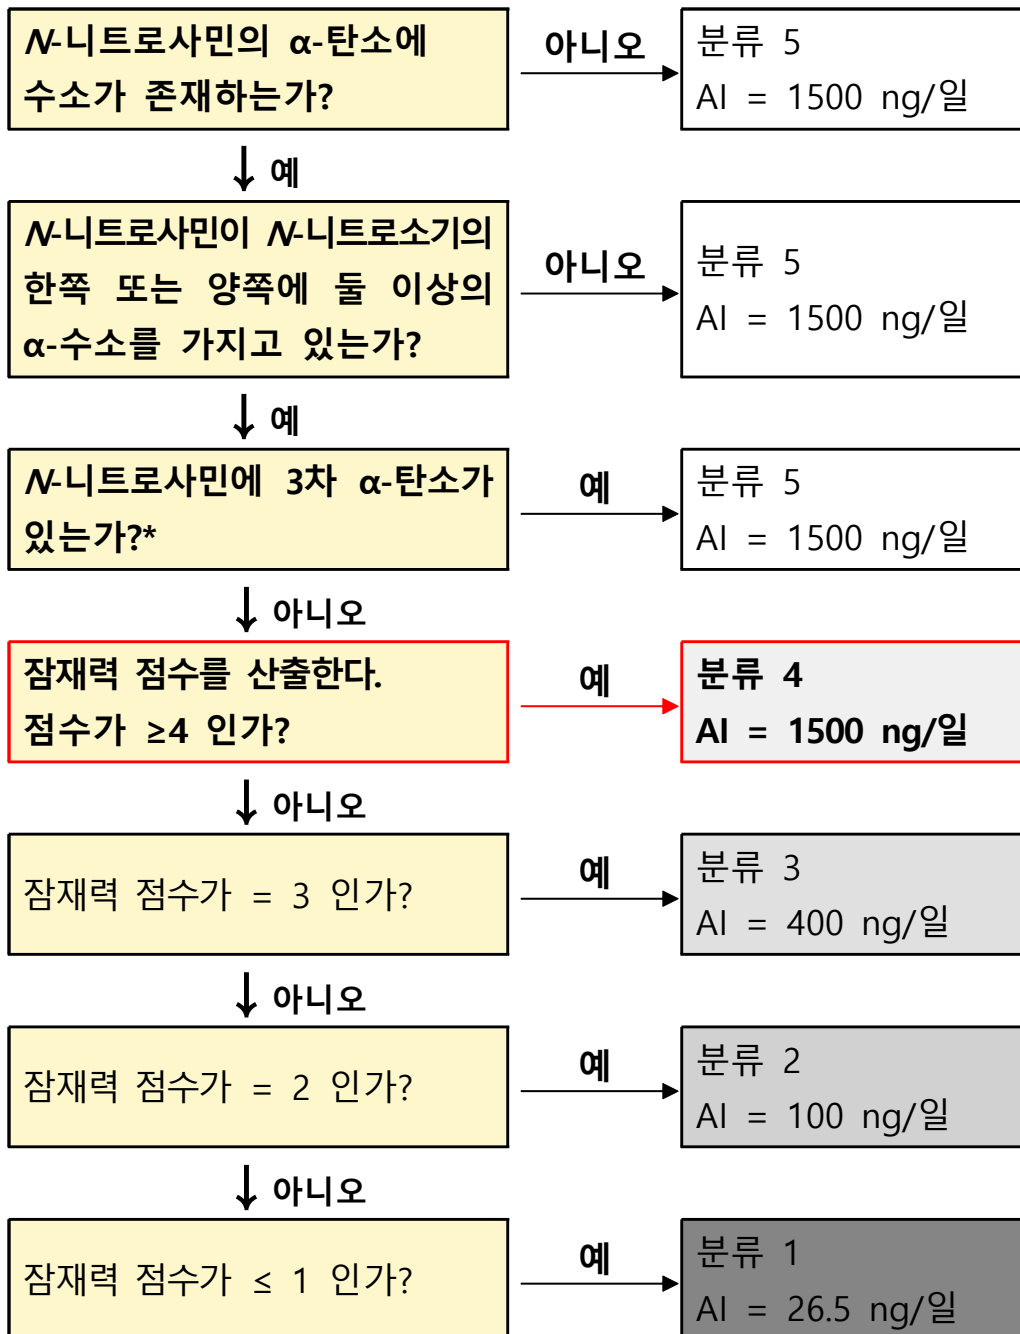 N-니트로사민의 α-탄소에
수소가 존재하는가?
아니오
분류 5
AI = 1500 ng/일
예
N-니트로사민이 N-니트로소기의
한쪽 또는 양쪽에 둘 이상의
α-수소를 가지고 있는가?
아니오
분류 5
AI = 1500 ng/일
예
N-니트로사민에 3차 α-탄소가
있는가?*
예
분류 5
AI = 1500 ng/일
아니오
잠재력 점수를 산출한다.
점수가 ≥4 인가?
예
분류 4
AI = 1500 ng/일
아니오
잠재력 점수가 = 3 인가?
예
분류 3
AI = 400 ng/일
아니오
잠재력 점수가 = 2 인가?
예
분류 2
AI = 100 ng/일
아니오
잠재력 점수가 ≤ 1 인가?
예
분류 1
AI = 26.5 ng/일